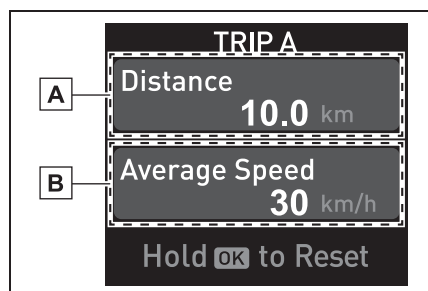 TRIP A
A
Distance
10.0 km
B
Average Speed
30 km/h
Hold OK to Reset